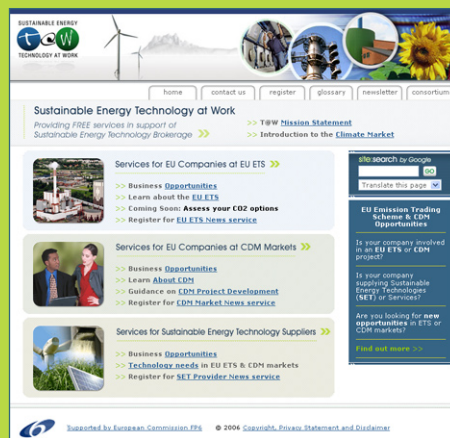 SUSTAINABLE ENERGY
t@w
TECHNOLOGY AT WORK
home
contact us
register
glossary
newsletter
consortium
Sustainable Energy Technology at Work
Providing FREE services in support of
Sustainable Energy Technology Brokerage >>
>> T@W Mission Statement
>> Introduction to the Climate Market
Services for EU Companies at EU ETS >>
>> Business Opportunities
>> Learn about the EU ETS
>> Coming Soon: Assess your CO2 options
>> Register for EU ETS News service
Services for EU Companies at CDM Markets >>
>> Business Opportunities
>> Learn About CDM
>> Guidance on CDM Project Development
>> Register for CDM Market News service
Services for Sustainable Energy Technology Suppliers >>
>> Business Opportunities
>> Technology needs in EU ETS & CDM markets
>> Register for SET Provider News service
site:search by Google
GO
Translate this page
EU Emission Trading
Scheme & CDM
Opportunities
Is your company involved
in an EU ETS or CDM
project?
Is your company
supplying Sustainable
Energy Technologies
(SET) or Services?
Are you looking for new
opportunities in ETS or
CDM markets?
Find out more >>
6
Supported by European Commission FP6
© 2006 Copyright, Privacy Statement and Disclaimer